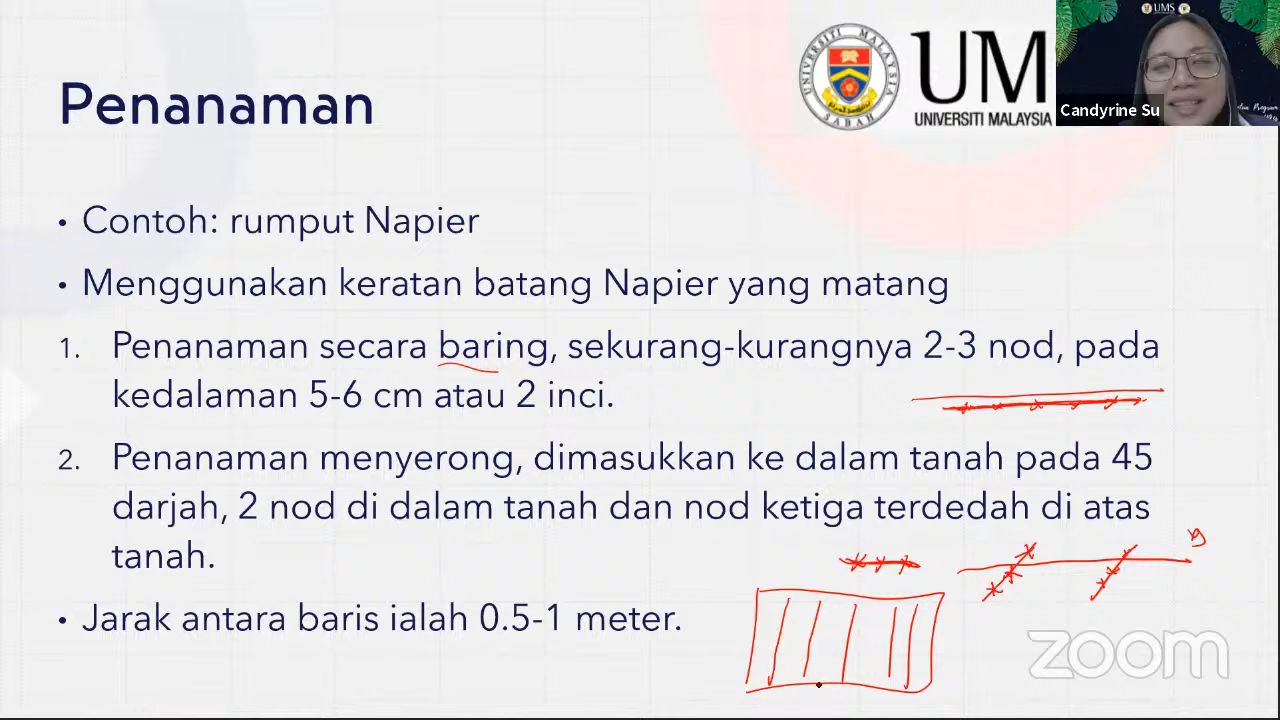 Penanaman
UNIVERSITI MALAYSIA
SABAH
UM
UNIVERSITI MALAYSIA
UMS
Candyrine Su
• Contoh: rumput Napier
• Menggunakan keratan batang Napier yang matang
1. Penanaman secara baring, sekurang-kurangnya 2-3 nod, pada
kedalaman 5-6 cm atau 2 inci.
2. Penanaman menyerong, dimasukkan ke dalam tanah pada 45
darjah, 2 nod di dalam tanah dan nod ketiga terdedah di atas
tanah.
• Jarak antara baris ialah 0.5-1 meter.
zoom